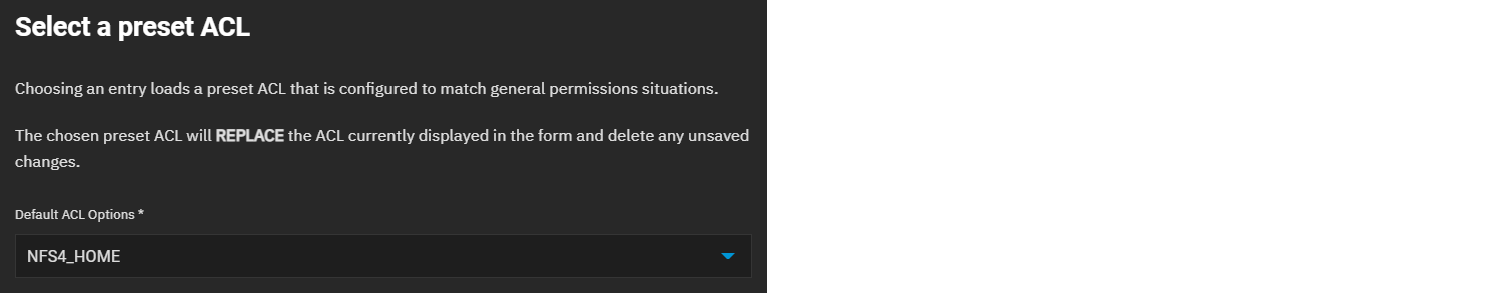 Select a preset ACL
Choosing an entry loads a preset ACL that is configured to match general permissions situations.
The chosen preset ACL will REPLACE the ACL currently displayed in the form and delete any unsaved
changes.
Default ACL Options *
NFS4_HOME